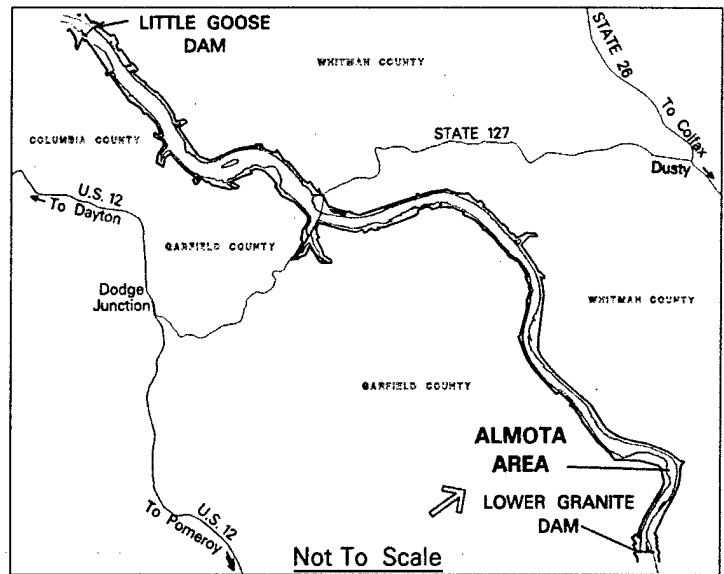 LITTLE GOOSE
DAM
WHITMAN COUNTY
STATE 26
To Colfax
STATE 127
COLUMBIA COUNTY
Dusty
U.S. 12
To Dayton
GARFIELD COUNTY
Dodge
Junction
WHITMAN COUNTY
GARFIELD COUNTY
ALMOTA
AREA
LOWER GRANITE
DAM
U.S. 12
To Pomeroy
Not To Scale